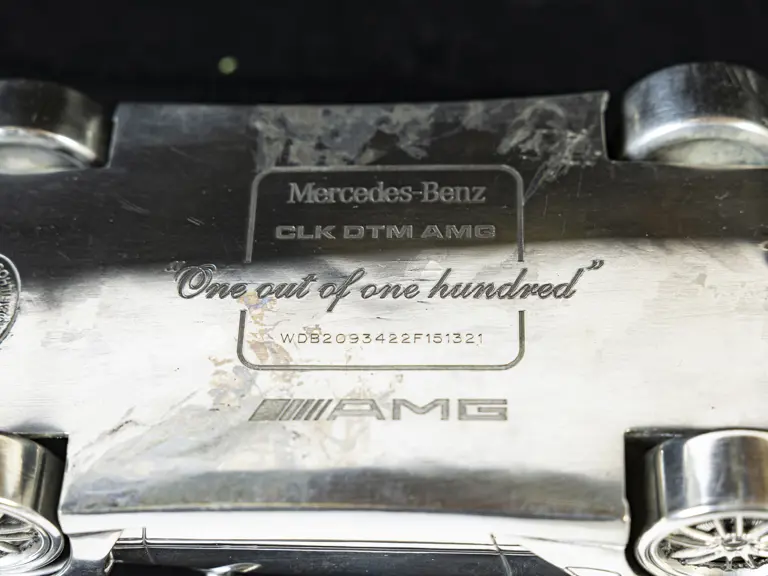 Mercedes-Benz
CLK DTM AMG
"One out of one hundred"
WDB2093422F151321
AMG